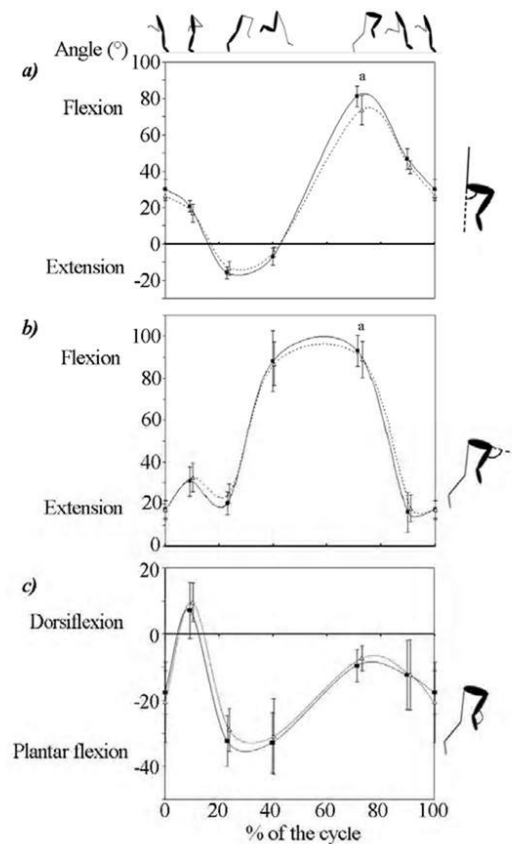 Angle (°)
a)
100
Flexion
80
a
60
40
20
0
Extension
-20
b)
100
Flexion
a
80
60
40
Extension
20
0
c)
20
Dorsiflexion
0
-20
Plantar flexion
-40
0 20 40 60 80 100
% of the cycle